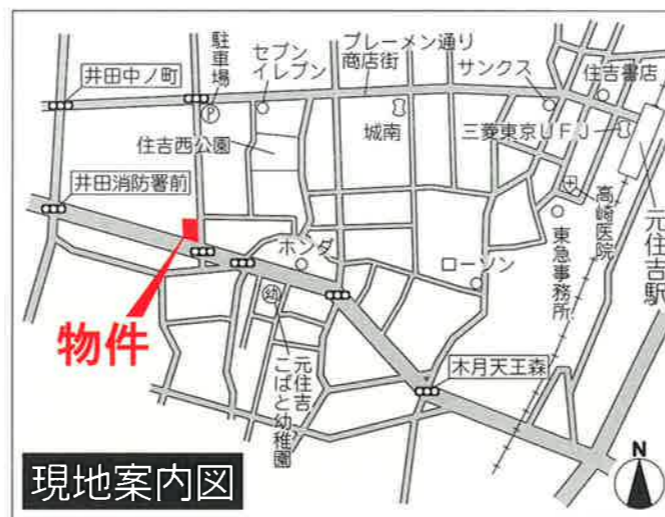 駐車場
セブン
イレブン
ブレーメン通り
商店街
サンクス
住吉書店
井田中ノ町
P
城南
三菱東京UFJ
住吉西公園
井田消防署前
高崎医院
元住吉駅
東急事務所
ホンダ
ローソン
幼
物件
元住吉
こばと幼稚園
木月天王森
現地案内図
N